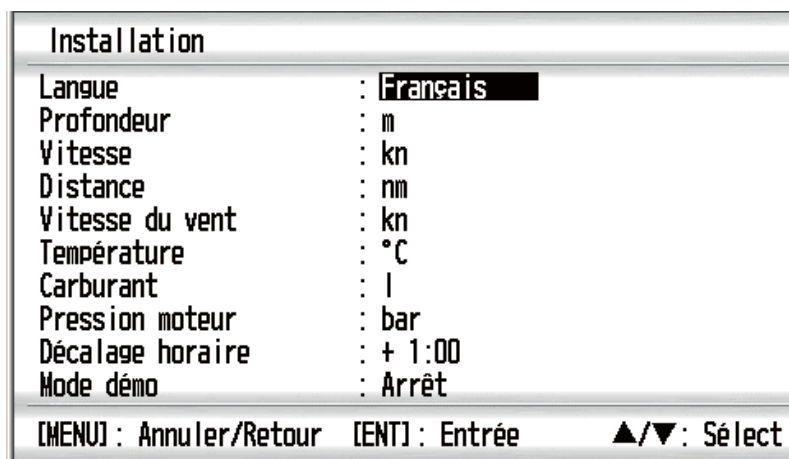 Installation
Langue : Français
Profondeur : m
Vitesse : kn
Distance : nm
Vitesse du vent : kn
Température : °C
Carburant : l
Pression moteur : bar
Décalage horaire : + 1:00
Mode démo : Arrêt
[MENU] : Annuler/Retour [ENT] : Entrée ▲/▼ : Sélect